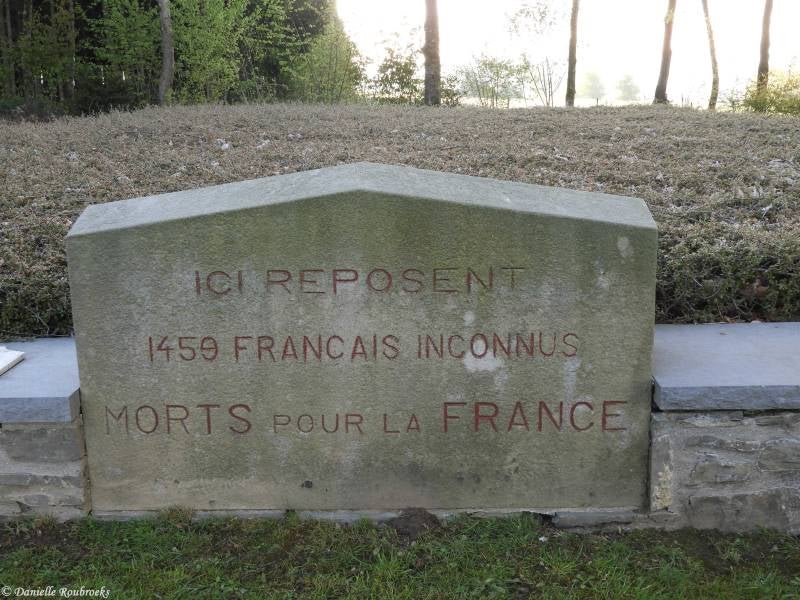 ICI REPOSENT
1459 FRANCAIS INCONNUS
MORTS POUR LA FRANCE
© Danielle Roubroeks